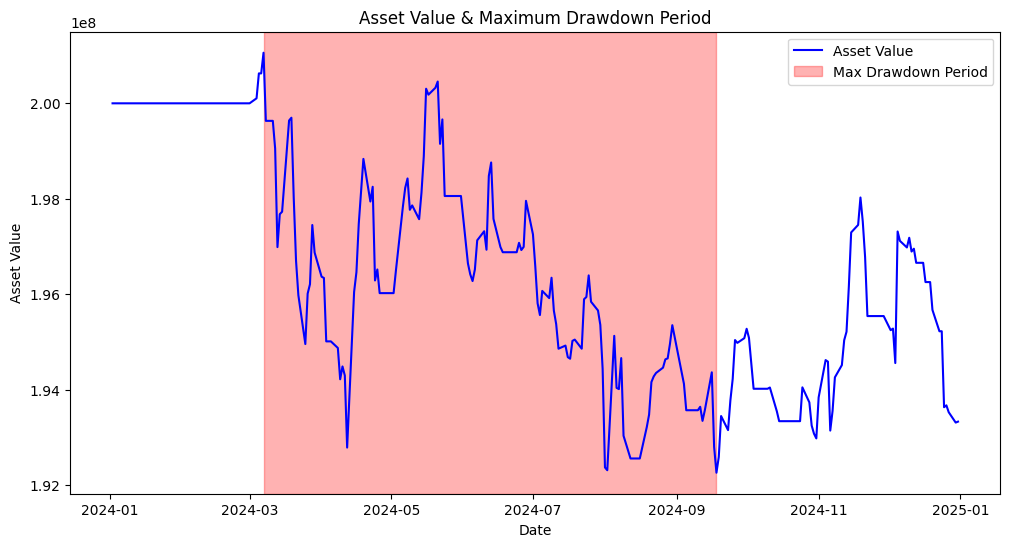 Asset Value & Maximum Drawdown Period
1e8
Asset Value
Max Drawdown Period
2.00
1.98
1.96
1.94
1.92
Asset Value
2024-01 2024-03 2024-05 2024-07 2024-09 2024-11 2025-01
Date